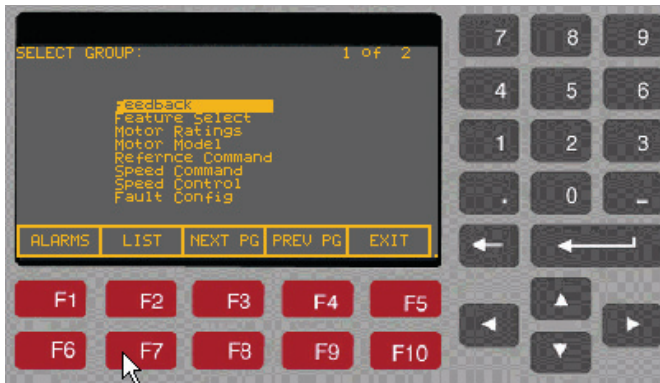 SELECT GROUP: 1 of 2
Feedback
Feature Select
Motor Ratings
Motor Model
Refernce Command
Speed Command
Speed Control
Fault Config
ALARMS LIST NEXT PG PREV PG EXIT
F1 F2 F3 F4 F5
F6 F7 F8 F9 F10
7 8 9
4 5 6
1 2 3
. 0 -